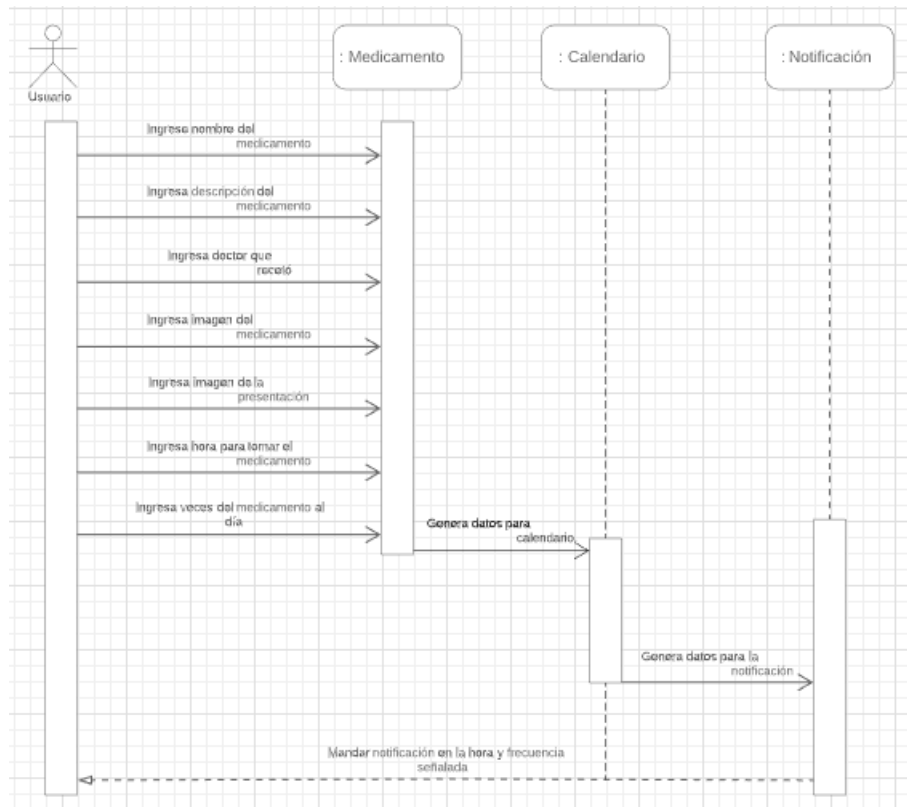 : Medicamento
: Calendario
: Notificación
Usuario
Ingresa nombre del
medicamento
Ingresa descripción del
medicamento
Ingresa doctor que
recetó
Ingresa imagen del
medicamento
Ingresa imagen de la
presentación
Ingresa hora para tomar el
medicamento
Ingresa veces del medicamento al
día
Genera datos para
calendario
Genera datos para la
notificación
Mandar notificación en la hora y frecuencia
señalada